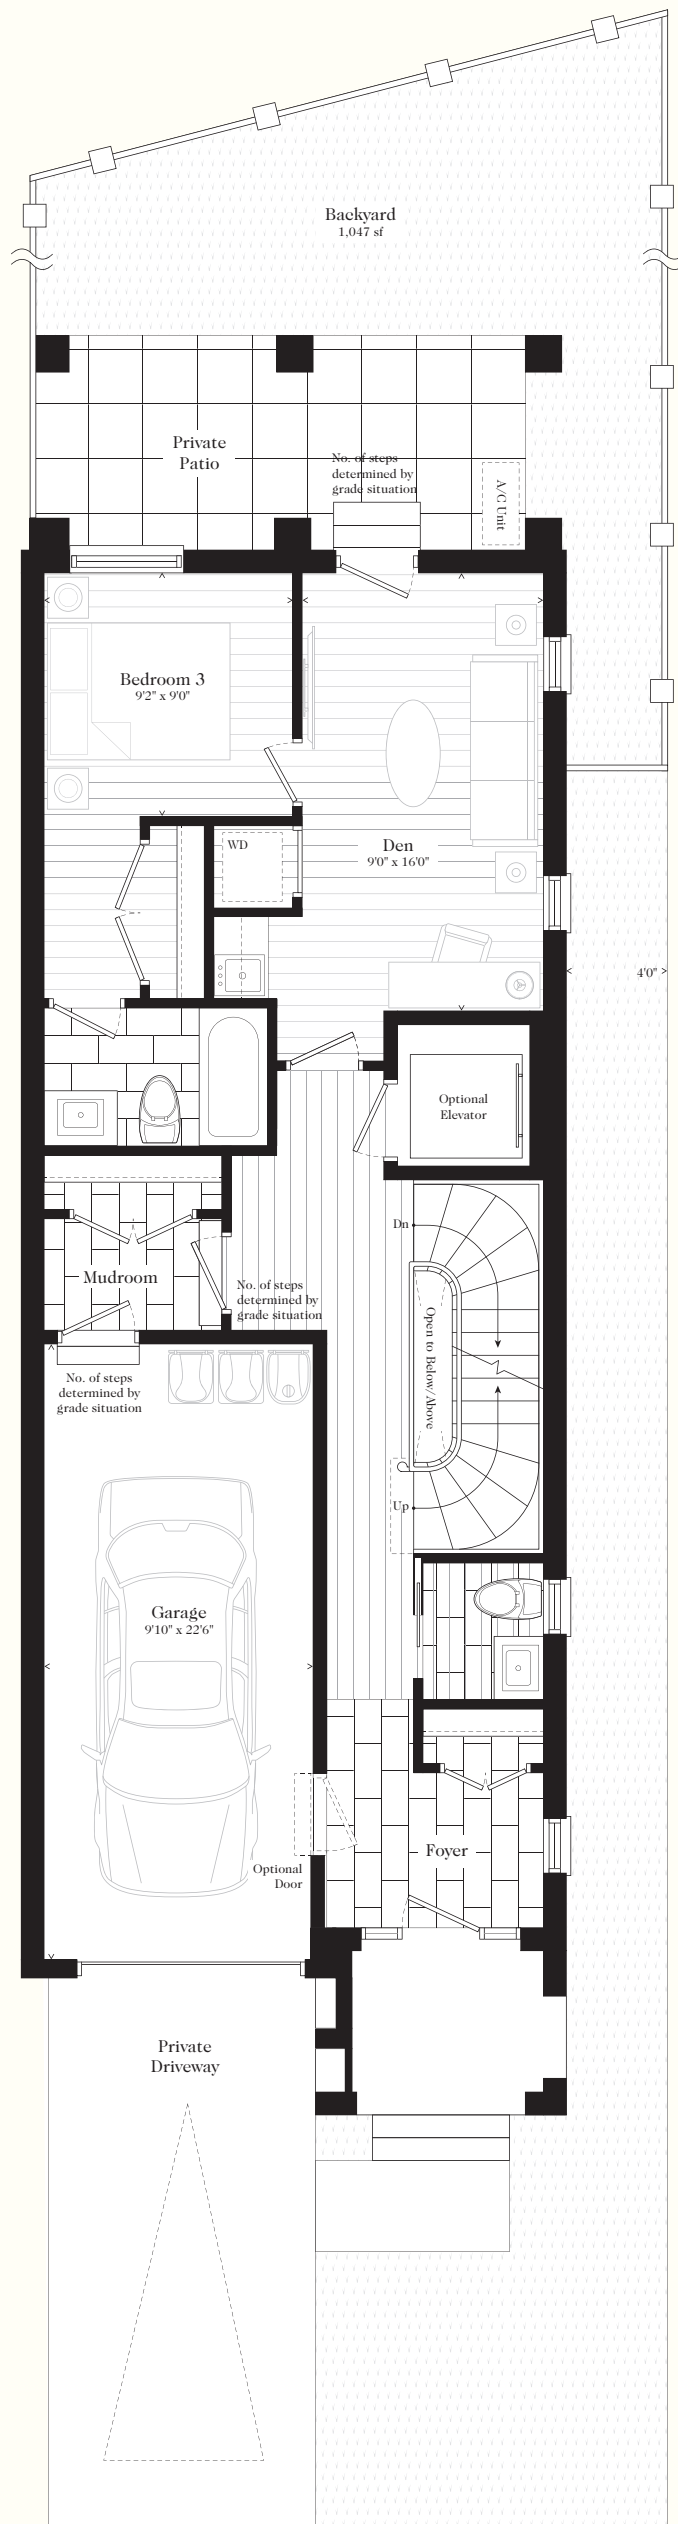 Backyard
1,047 sf
Private
Patio
No. of steps
determined by
grade situation
A/C Unit
Bedroom 3
9'2" x 9'0"
WD
Den
9'0" x 16'0"
4'0"
Optional
Elevator
Dn
Mudroom
No. of steps
determined by
grade situation
Open to Below/Above
No. of steps
determined by
grade situation
Up
Garage
9'10" x 22'6"
Foyer
Optional
Door
Private
Driveway